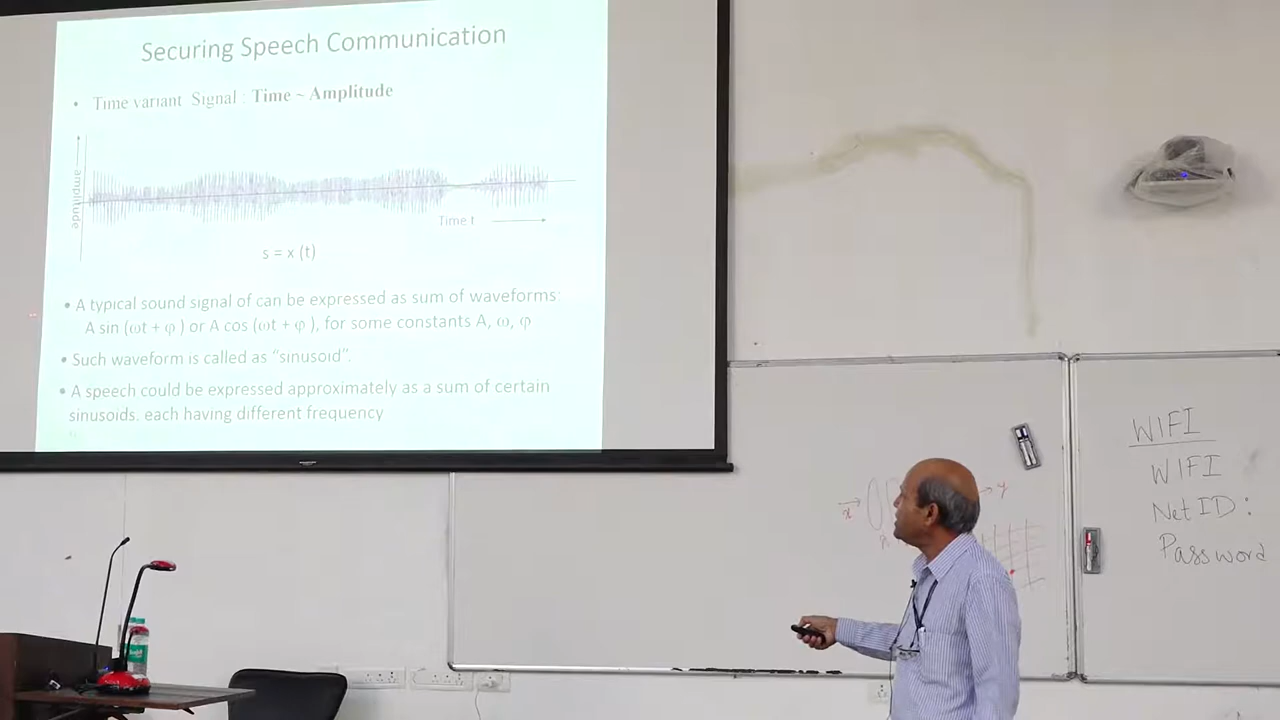 Securing Speech Communication
• Time variant Signal : Time ~ Amplitude
amplitude
Time t
s = x (t)
• A typical sound signal of can be expressed as sum of waveforms:
A sin (ωt + φ ) or A cos (ωt + φ ), for some constants A, ω, φ
• Such waveform is called as “sinusoid”.
• A speech could be expressed approximately as a sum of certain
sinusoids. each having different frequency
x
y
WIFI
WIFI
NetID:
Password